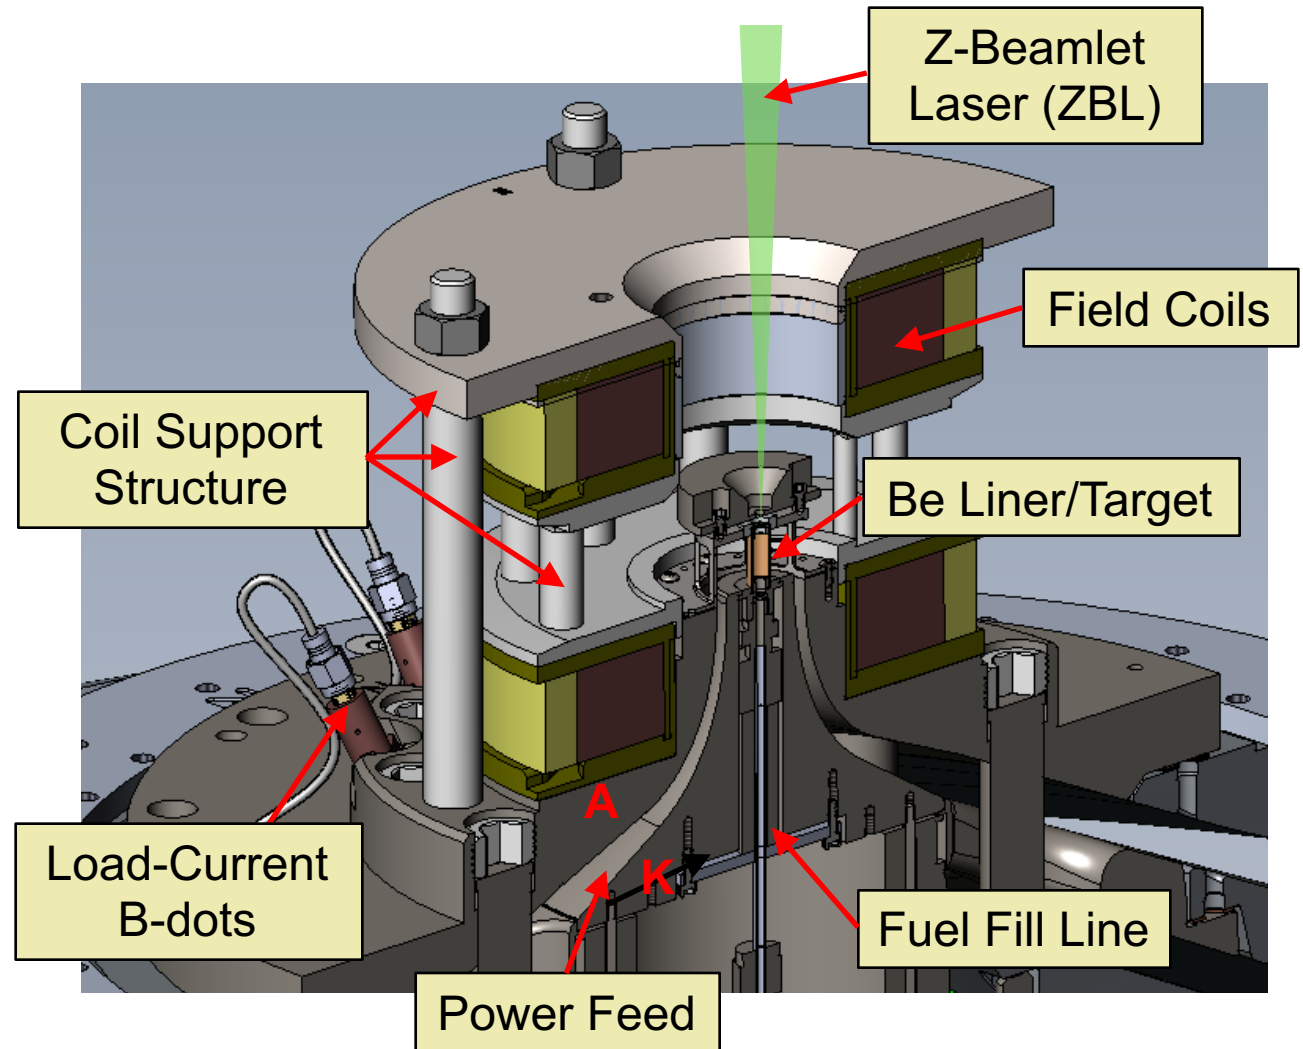 Z-Beamlet
Laser (ZBL)
Field Coils
Coil Support
Structure
Be Liner/Target
A
K
Load-Current
B-dots
Fuel Fill Line
Power Feed